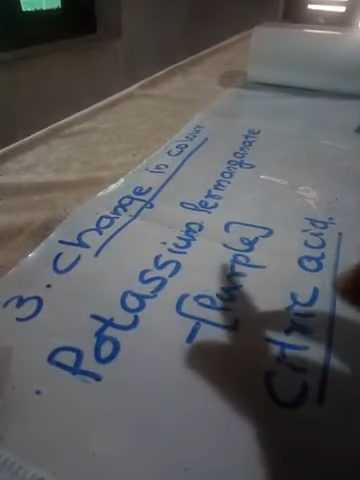 3. Change in colour
Potassium Permanganate
- [Purple]
Citric acid.